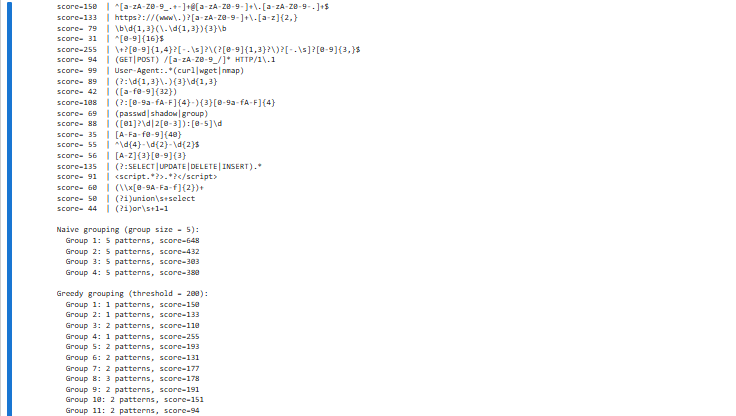 score=150 | ^[a-zA-Z0-9_.+-]+@[a-zA-Z0-9-]+\.[a-zA-Z0-9-.]+$
score=133 | https?://(www\.)?[a-zA-Z0-9-]+\.[a-z]{2,}
score= 79 | \b\d{1,3}(\.\d{1,3}){3}\b
score= 31 | ^[0-9]{16}$
score=255 | \+?[0-9]{1,4}?[-.\s]?\(?[0-9]{1,3}?\)?[-.\s]?[0-9]{3,}$
score= 94 | (GET|POST) /[a-zA-Z0-9_/]* HTTP/1\.1
score= 99 | User-Agent:.*(curl|wget|nmap)
score= 89 | (?:\d{1,3}\.){3}\d{1,3}
score= 42 | ([a-f0-9]{32})
score=108 | (?:[0-9a-fA-F]{4}-){3}[0-9a-fA-F]{4}
score= 69 | (passwd|shadow|group)
score= 88 | ([01]?\d|2[0-3]):[0-5]\d
score= 35 | [A-Fa-f0-9]{40}
score= 55 | ^\d{4}-\d{2}-\d{2}$
score= 56 | [A-Z]{3}[0-9]{3}
score=135 | (?:SELECT|UPDATE|DELETE|INSERT).*
score= 91 | <script.*?>.*?</script>
score= 60 | (\\x[0-9A-Fa-f]{2})+
score= 50 | (?i)union\s+select
score= 44 | (?i)or\s+1=1
Naive grouping (group size = 5):
Group 1: 5 patterns, score=648
Group 2: 5 patterns, score=432
Group 3: 5 patterns, score=303
Group 4: 5 patterns, score=380
Greedy grouping (threshold = 200):
Group 1: 1 patterns, score=150
Group 2: 1 patterns, score=133
Group 3: 2 patterns, score=110
Group 4: 1 patterns, score=255
Group 5: 2 patterns, score=193
Group 6: 2 patterns, score=131
Group 7: 2 patterns, score=177
Group 8: 3 patterns, score=178
Group 9: 2 patterns, score=191
Group 10: 2 patterns, score=151
Group 11: 2 patterns, score=94